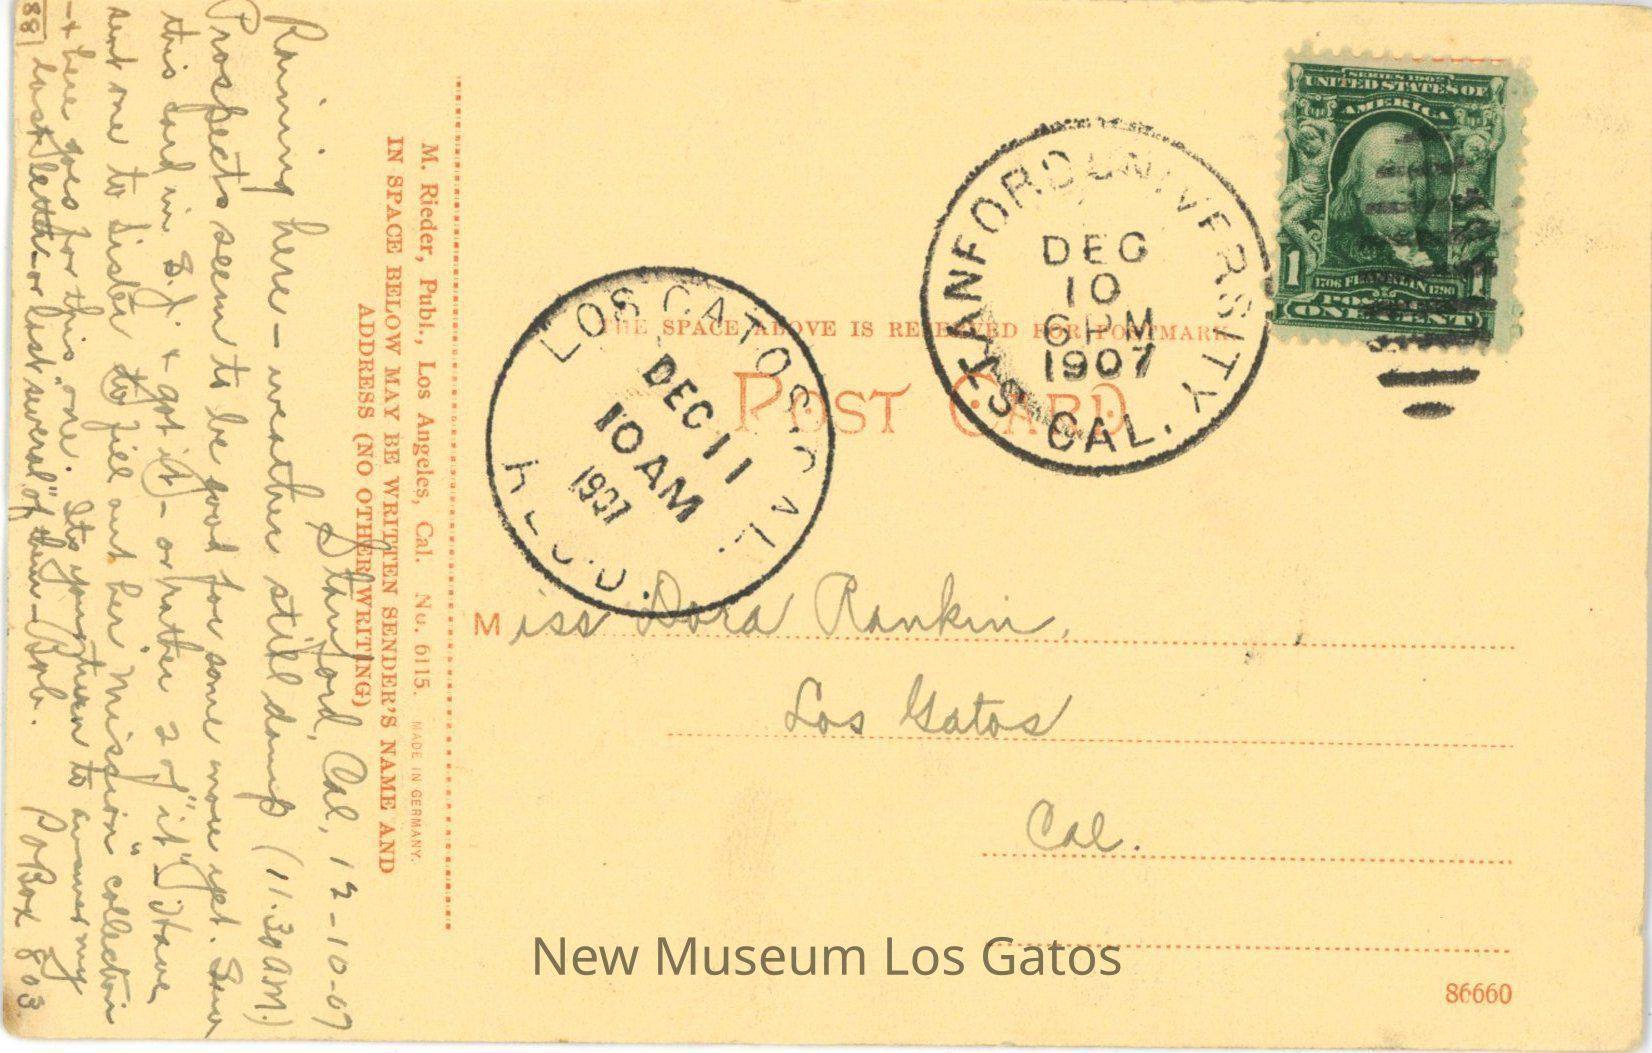 Stanford, Cal, 12-10-07
Raining here - weather still damp (11:30 AM.)
Prospects seem to be good for some more yet. Saw
this card in S.J. + got it - or rather 2 of "it". Have
sent one to sister to fill out her "mission" collection
-+ here goes for this one. It's your turn to answer my
last letter or last "several" of them - Bob. PO Box 803
88
M. Rieder, Publ., Los Angeles, Cal. No. 6115. MADE IN GERMANY.
IN SPACE BELOW MAY BE WRITTEN SENDER'S NAME AND
ADDRESS (NO OTHER WRITING)
SERIES 1902
UNITED STATES OF
AMERICA
1 1706 FRANKLIN 1790 1
POSTAGE
ONE CENT
STANFORD UNIVERSITY
DEC
10
6 PM
1907
CAL.
THE SPACE ABOVE IS RESERVED FOR POSTMARK.
POST CARD
LOS GATOS, CAL.
DEC 11
10 AM
1907
REC'D.
Miss Dora Rankin,
Los Gatos
Cal.
New Museum Los Gatos
86660